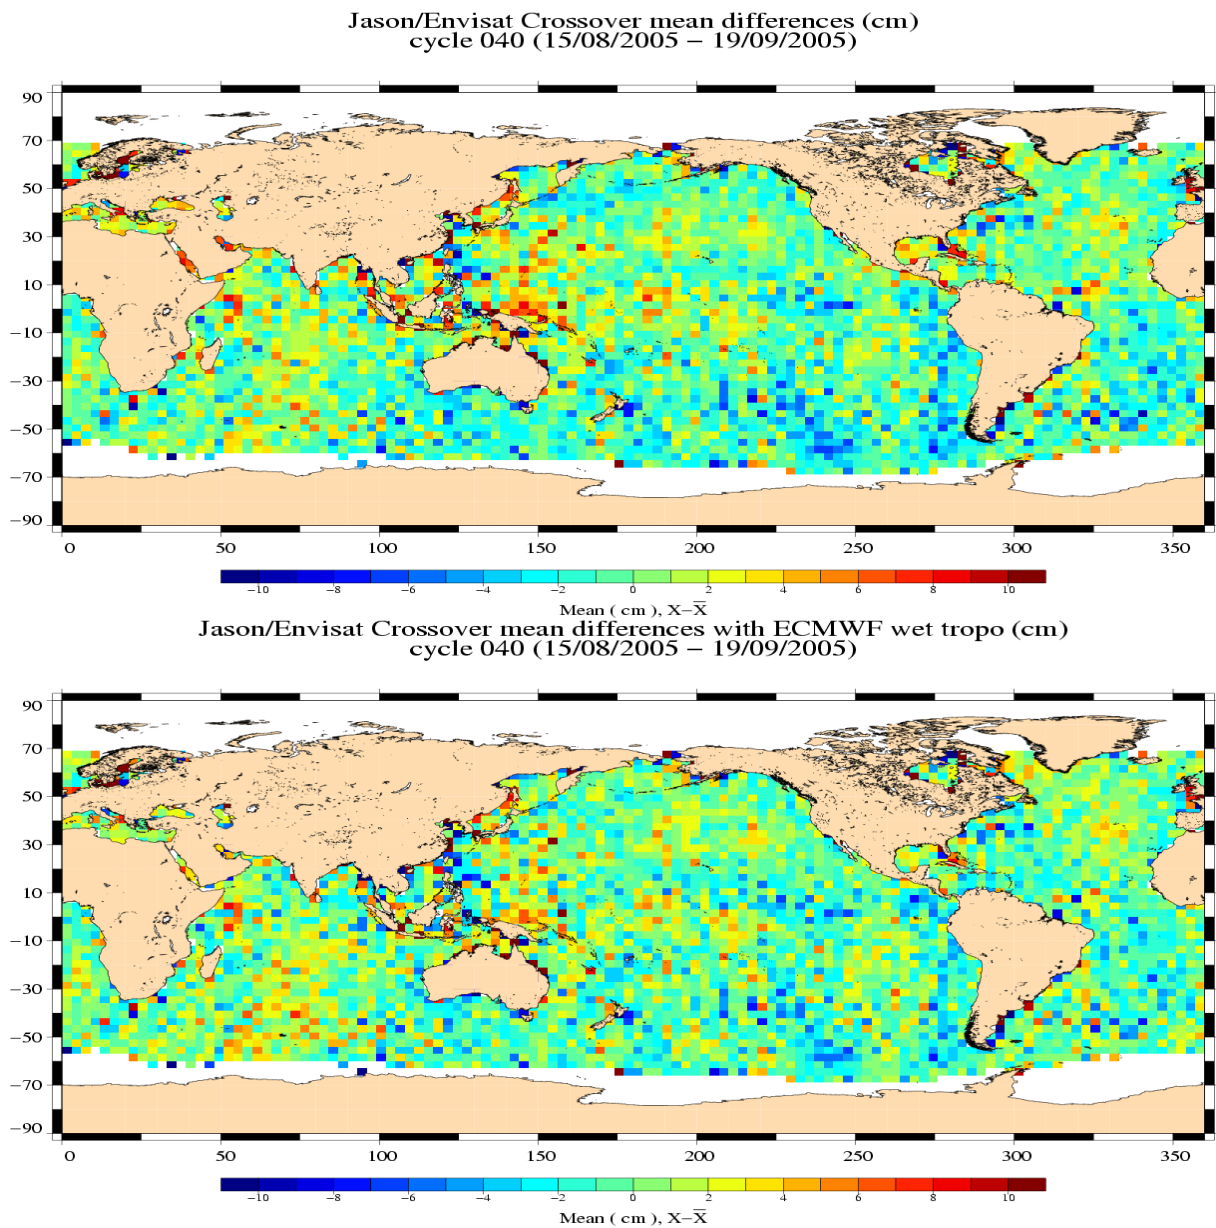 Jason/Envisat Crossover mean differences (cm)
cycle 040 (15/08/2005 − 19/09/2005)
90
70
50
30
10
−10
−30
−50
−70
−90
0 50 100 150 200 250 300 350
−10 −8 −6 −4 −2 0 2 4 6 8 10
Mean ( cm ), X−X̅
Jason/Envisat Crossover mean differences with ECMWF wet tropo (cm)
cycle 040 (15/08/2005 − 19/09/2005)
90
70
50
30
10
−10
−30
−50
−70
−90
0 50 100 150 200 250 300 350
−10 −8 −6 −4 −2 0 2 4 6 8 10
Mean ( cm ), X−X̅